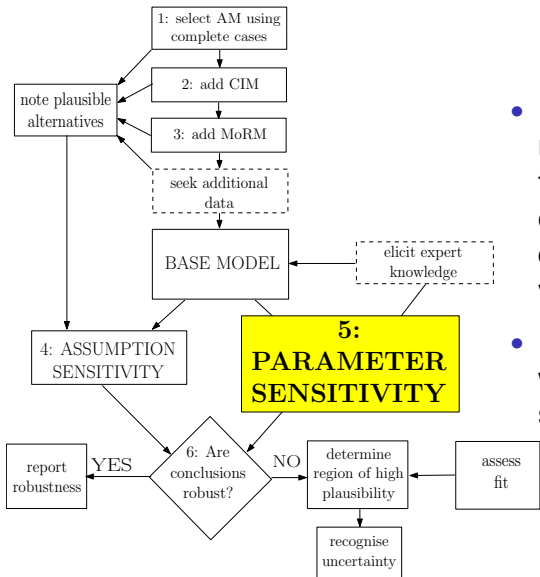 1: select AM using
complete cases
2: add CIM
note plausible
alternatives
3: add MoRM
seek additional
data
BASE MODEL
elicit expert
knowledge
4: ASSUMPTION
SENSITIVITY
5:
PARAMETER
SENSITIVITY
6: Are
conclusions
robust?
YES
report
robustness
NO
determine
region of high
plausibility
assess
fit
recognise
uncertainty